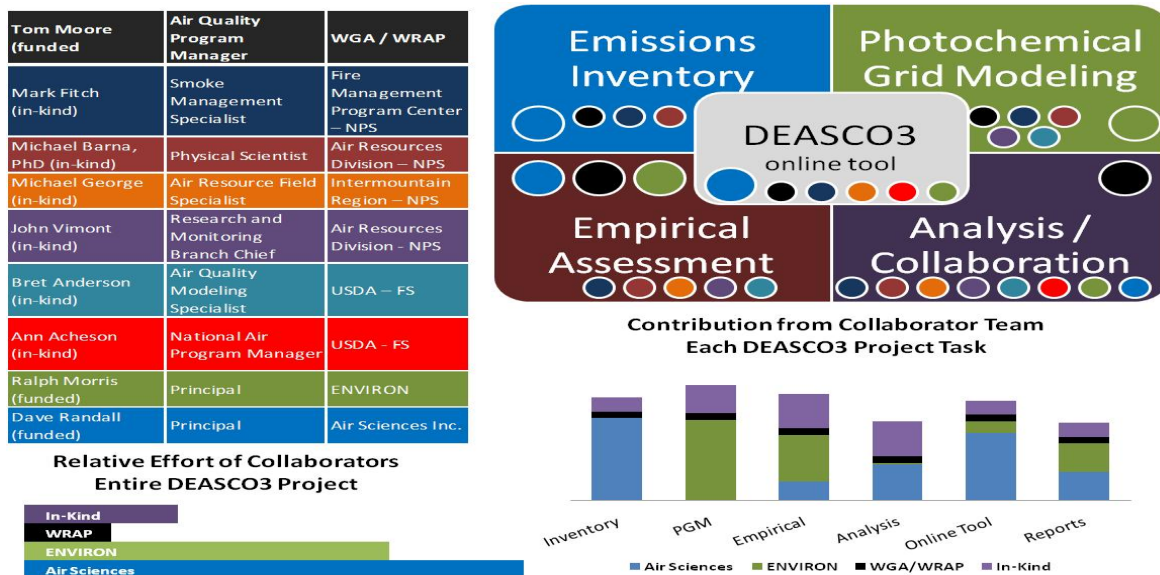 Tom Moore
(funded
Air Quality
Program
Manager
WGA / WRAP
Mark Fitch
(in-kind)
Smoke
Management
Specialist
Fire
Management
Program Center
– NPS
Michael Barna,
PhD (in-kind)
Physical Scientist
Air Resources
Division – NPS
Michael George
(in-kind)
Air Resource Field
Specialist
Intermountain
Region – NPS
John Vimont
(in-kind)
Research and
Monitoring
Branch Chief
Air Resources
Division - NPS
Bret Anderson
(in-kind)
Air Quality
Modeling
Specialist
USDA – FS
Ann Acheson
(in-kind)
National Air
Program Manager
USDA - FS
Ralph Morris
(funded)
Principal
ENVIRON
Dave Randall
(funded)
Principal
Air Sciences Inc.
Relative Effort of Collaborators
Entire DEASCO3 Project
In-Kind
WRAP
ENVIRON
Air Sciences
Emissions
Inventory
Photochemical
Grid Modeling
DEASCO3
online tool
Empirical
Assessment
Analysis /
Collaboration
Contribution from Collaborator Team
Each DEASCO3 Project Task
Inventory
PGM
Empirical
Analysis
Online Tool
Reports
Air Sciences
ENVIRON
WGA/WRAP
In-Kind